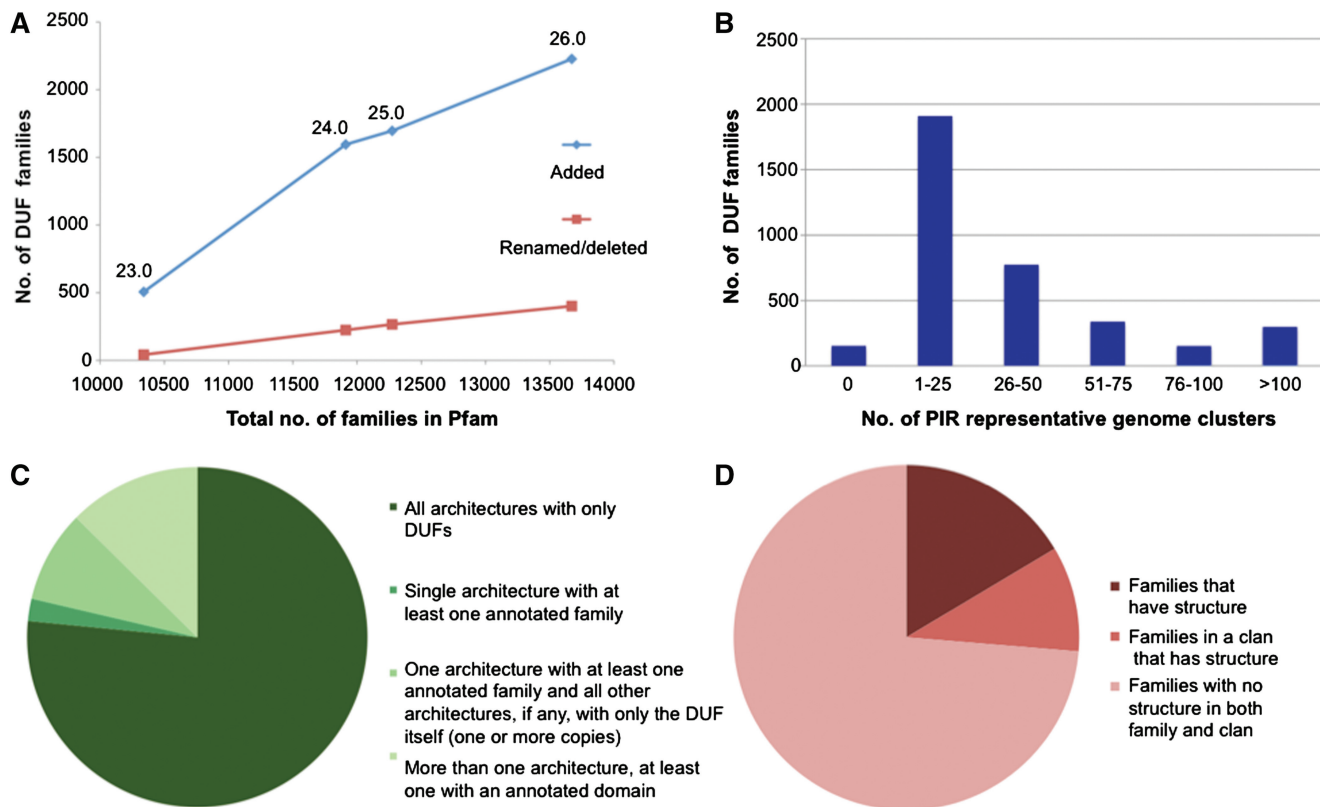 A
No. of DUF families
2500
2000
1500
1000
500
0
23.0
24.0
25.0
26.0
Added
Renamed/deleted
10000 10500 11000 11500 12000 12500 13000 13500 14000
Total no. of families in Pfam
B
No. of DUF families
2500
2000
1500
1000
500
0
0 1-25 26-50 51-75 76-100 >100
No. of PIR representative genome clusters
C
All architectures with only
DUFs
Single architecture with at
least one annotated family
One architecture with at least one
annotated family and all other
architectures, if any, with only the DUF
itself (one or more copies)
More than one architecture, at least
one with an annotated domain
D
Families that
have structure
Families in a clan
that has structure
Families with no
structure in both
family and clan